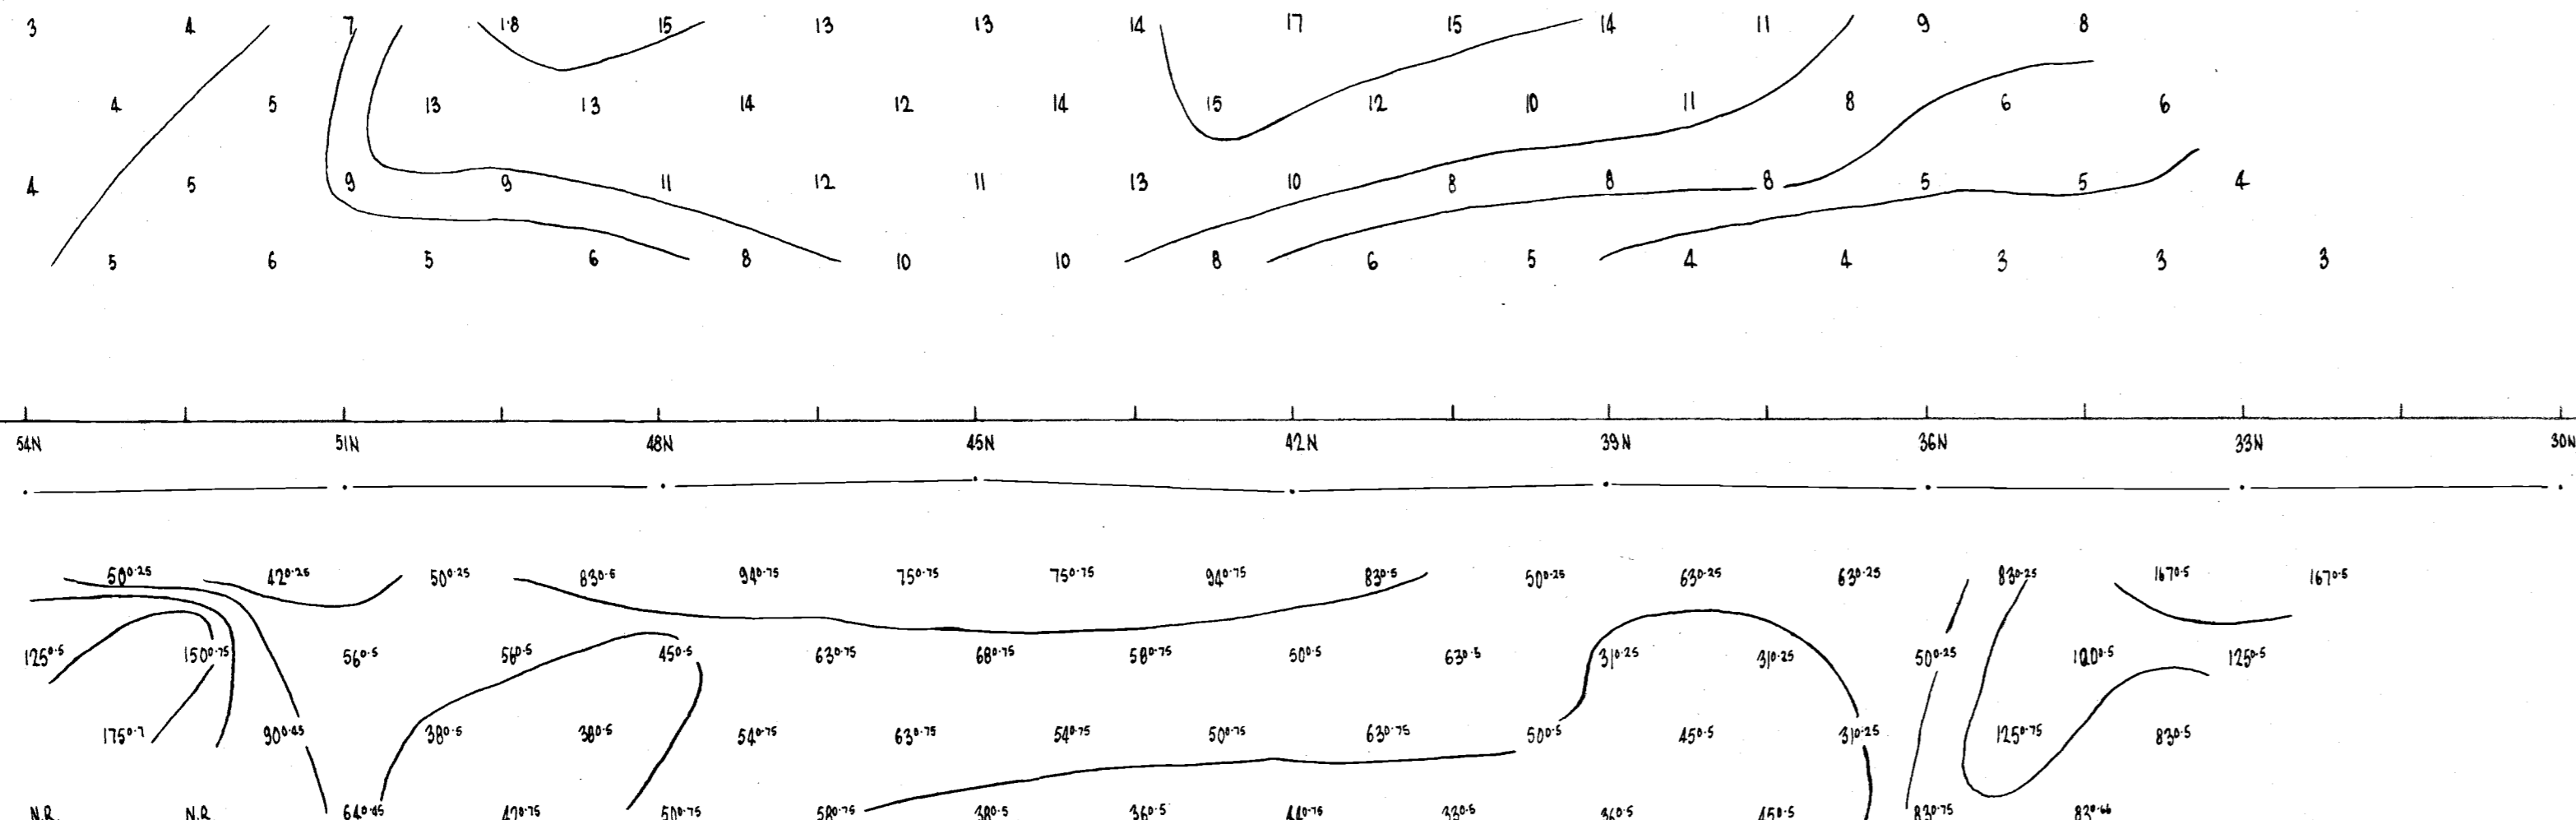 3 4 7 1·8 15 13 13 14 17 15 14 11 9 8
4 5 13 13 14 12 14 15 12 10 11 8 6 6
4 5 9 9 11 12 11 13 10 8 8 8 5 5 4
5 6 5 6 8 10 10 8 6 5 4 4 3 3 3
54N 51N 48N 45N 42N 39N 36N 33N 30N
50⁰·²⁵ 42⁰·²⁵ 50⁰·²⁵ 83⁰·⁵ 94⁰·⁷⁵ 75⁰·⁷⁵ 75⁰·⁷⁵ 94⁰·⁷⁵ 83⁰·⁵ 50⁰·²⁵ 63⁰·²⁵ 63⁰·²⁵ 83⁰·²⁵ 167⁰·⁵ 167⁰·⁵
125⁰·⁵ 150⁰·⁷⁵ 56⁰·⁵ 56⁰·⁵ 45⁰·⁵ 63⁰·⁷⁵ 68⁰·⁷⁵ 58⁰·⁷⁵ 50⁰·⁵ 63⁰·⁵ 31⁰·²⁵ 31⁰·²⁵ 50⁰·²⁵ 100⁰·⁵ 125⁰·⁵
175⁰·⁷ 90⁰·⁴⁵ 38⁰·⁵ 38⁰·⁵ 54⁰·⁷⁵ 63⁰·⁷⁵ 54⁰·⁷⁵ 50⁰·⁷⁵ 63⁰·⁷⁵ 50⁰·⁵ 45⁰·⁵ 31⁰·²⁵ 125⁰·⁷⁵ 83⁰·⁵
N.R. N.R 64⁰·⁴⁵ 42⁰·⁷⁵ 50⁰·⁷⁵ 58⁰·⁷⁵ 38⁰·⁵ 36⁰·⁵ 44⁰·⁷⁵ 33⁰·⁵ 36⁰·⁵ 45⁰·⁵ 83⁰·⁷⁵ 83⁰·⁶⁶